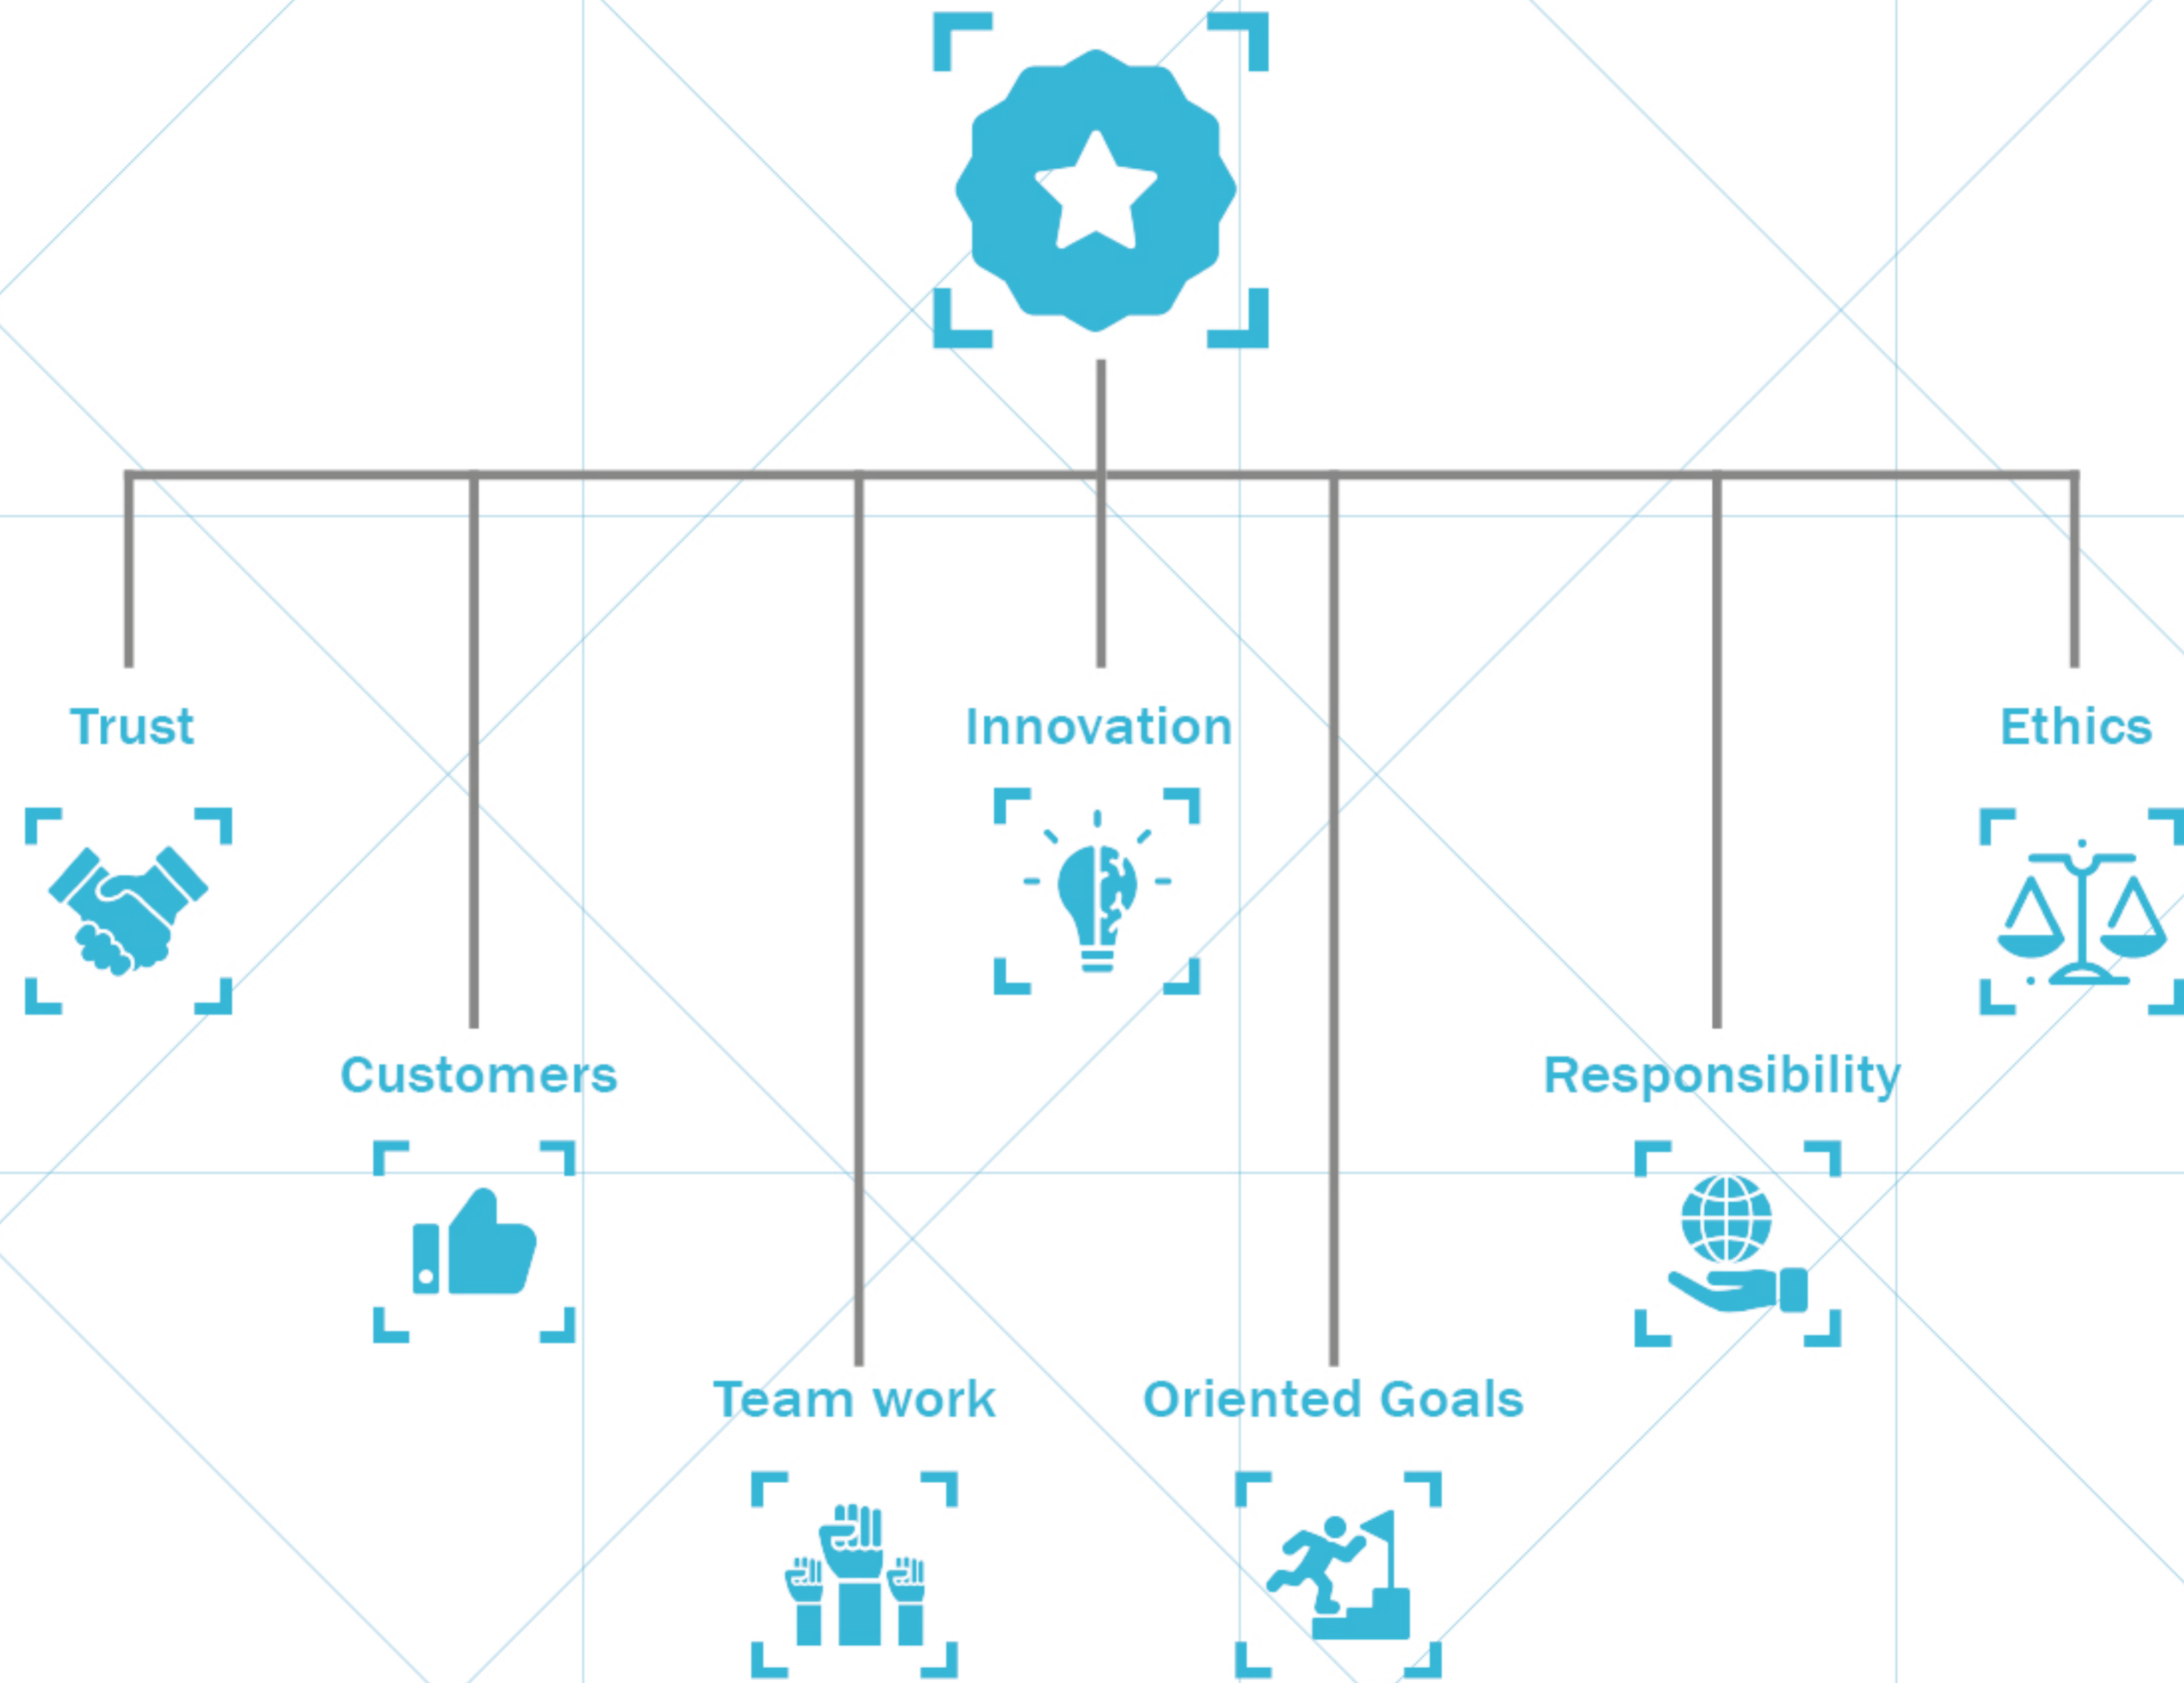 Trust
Innovation
Ethics
Customers
Responsibility
Team work
Oriented Goals